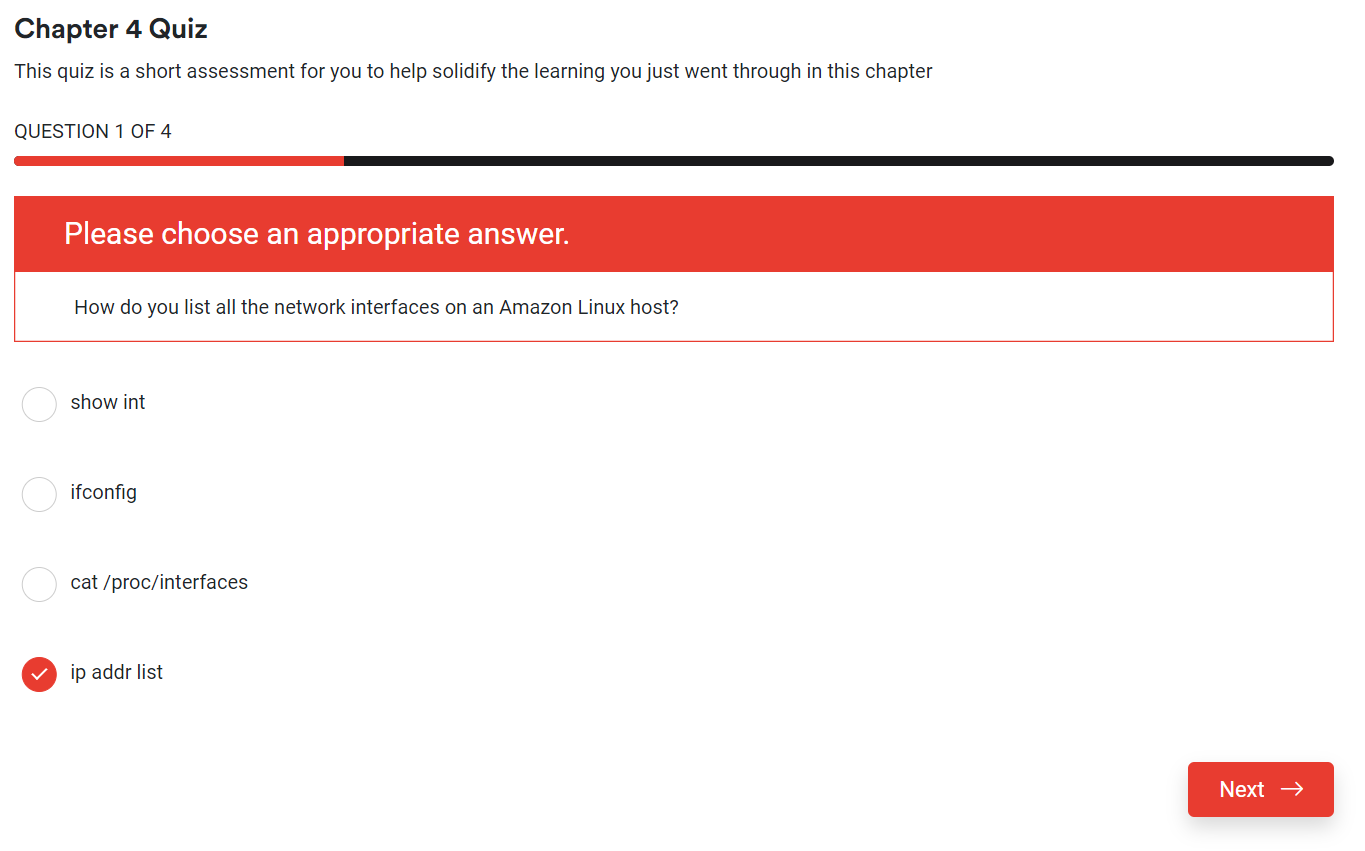 Chapter 4 Quiz
This quiz is a short assessment for you to help solidify the learning you just went through in this chapter
QUESTION 1 OF 4
Please choose an appropriate answer.
How do you list all the network interfaces on an Amazon Linux host?
show int
ifconfig
cat /proc/interfaces
ip addr list
Next